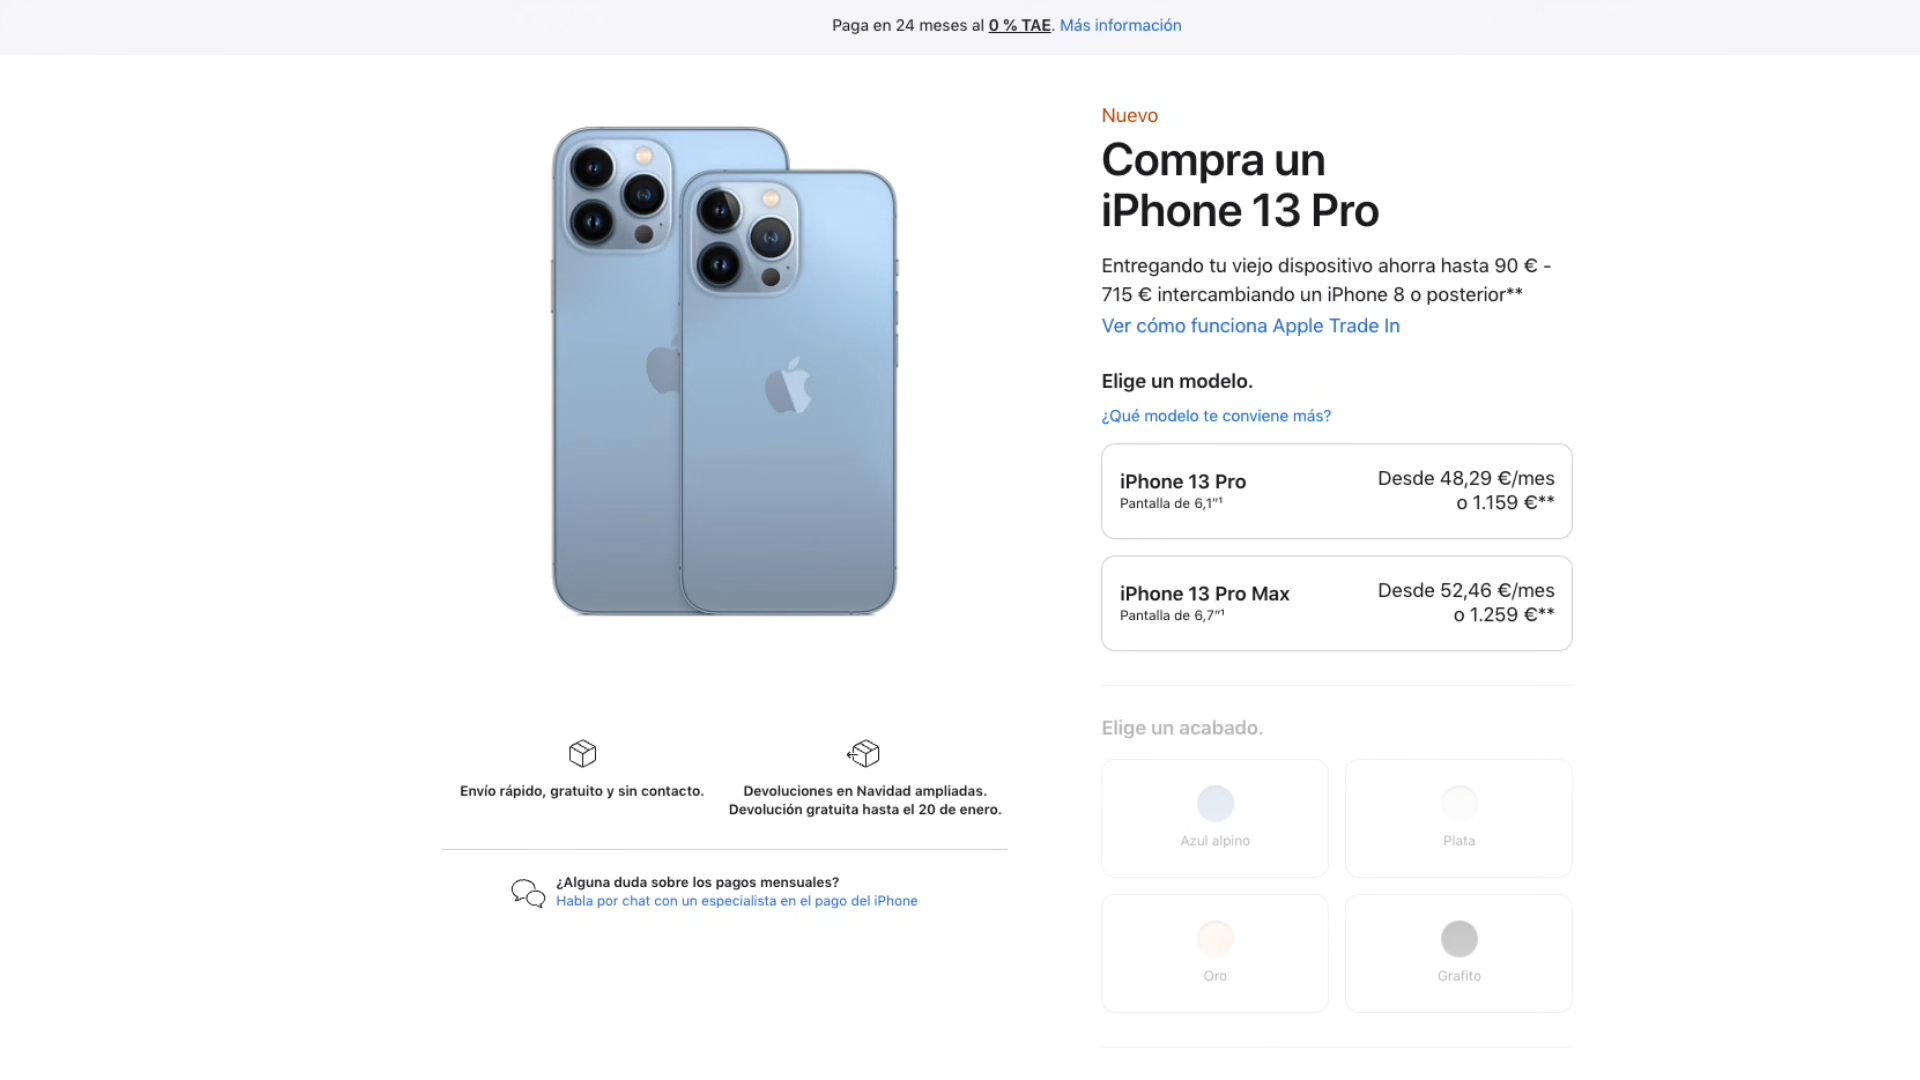 Paga en 24 meses al 0 % TAE. Más información
Nuevo
Compra un
iPhone 13 Pro
Entregando tu viejo dispositivo ahorra hasta 90 € -
715 € intercambiando un iPhone 8 o posterior**
Ver cómo funciona Apple Trade In
Elige un modelo.
¿Qué modelo te conviene más?
iPhone 13 Pro
Pantalla de 6,1"¹
Desde 48,29 €/mes
o 1.159 €**
iPhone 13 Pro Max
Pantalla de 6,7"¹
Desde 52,46 €/mes
o 1.259 €**
Elige un acabado.
Azul alpino
Plata
Oro
Grafito
Envío rápido, gratuito y sin contacto.
Devoluciones en Navidad ampliadas.
Devolución gratuita hasta el 20 de enero.
¿Alguna duda sobre los pagos mensuales?
Habla por chat con un especialista en el pago del iPhone